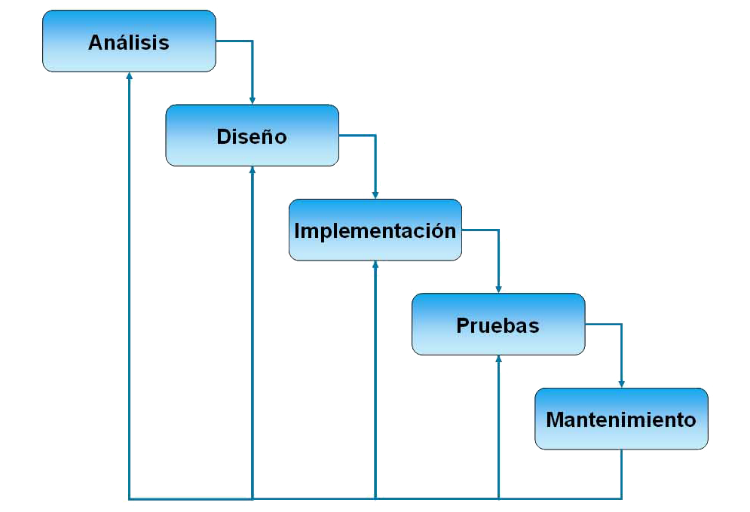 Análisis
Diseño
Implementación
Pruebas
Mantenimiento